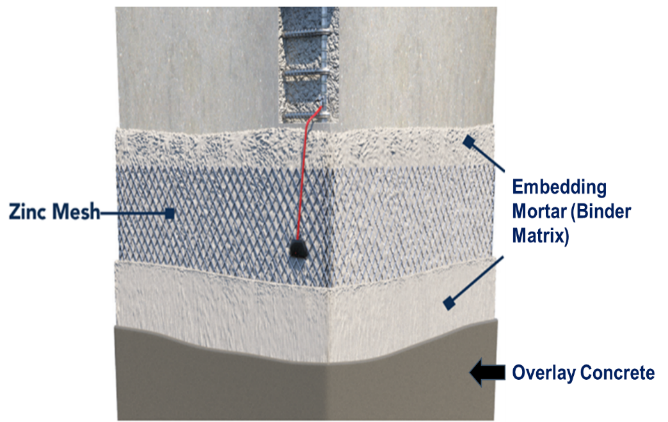 Zinc Mesh
Embedding
Mortar (Binder
Matrix)
Overlay Concrete